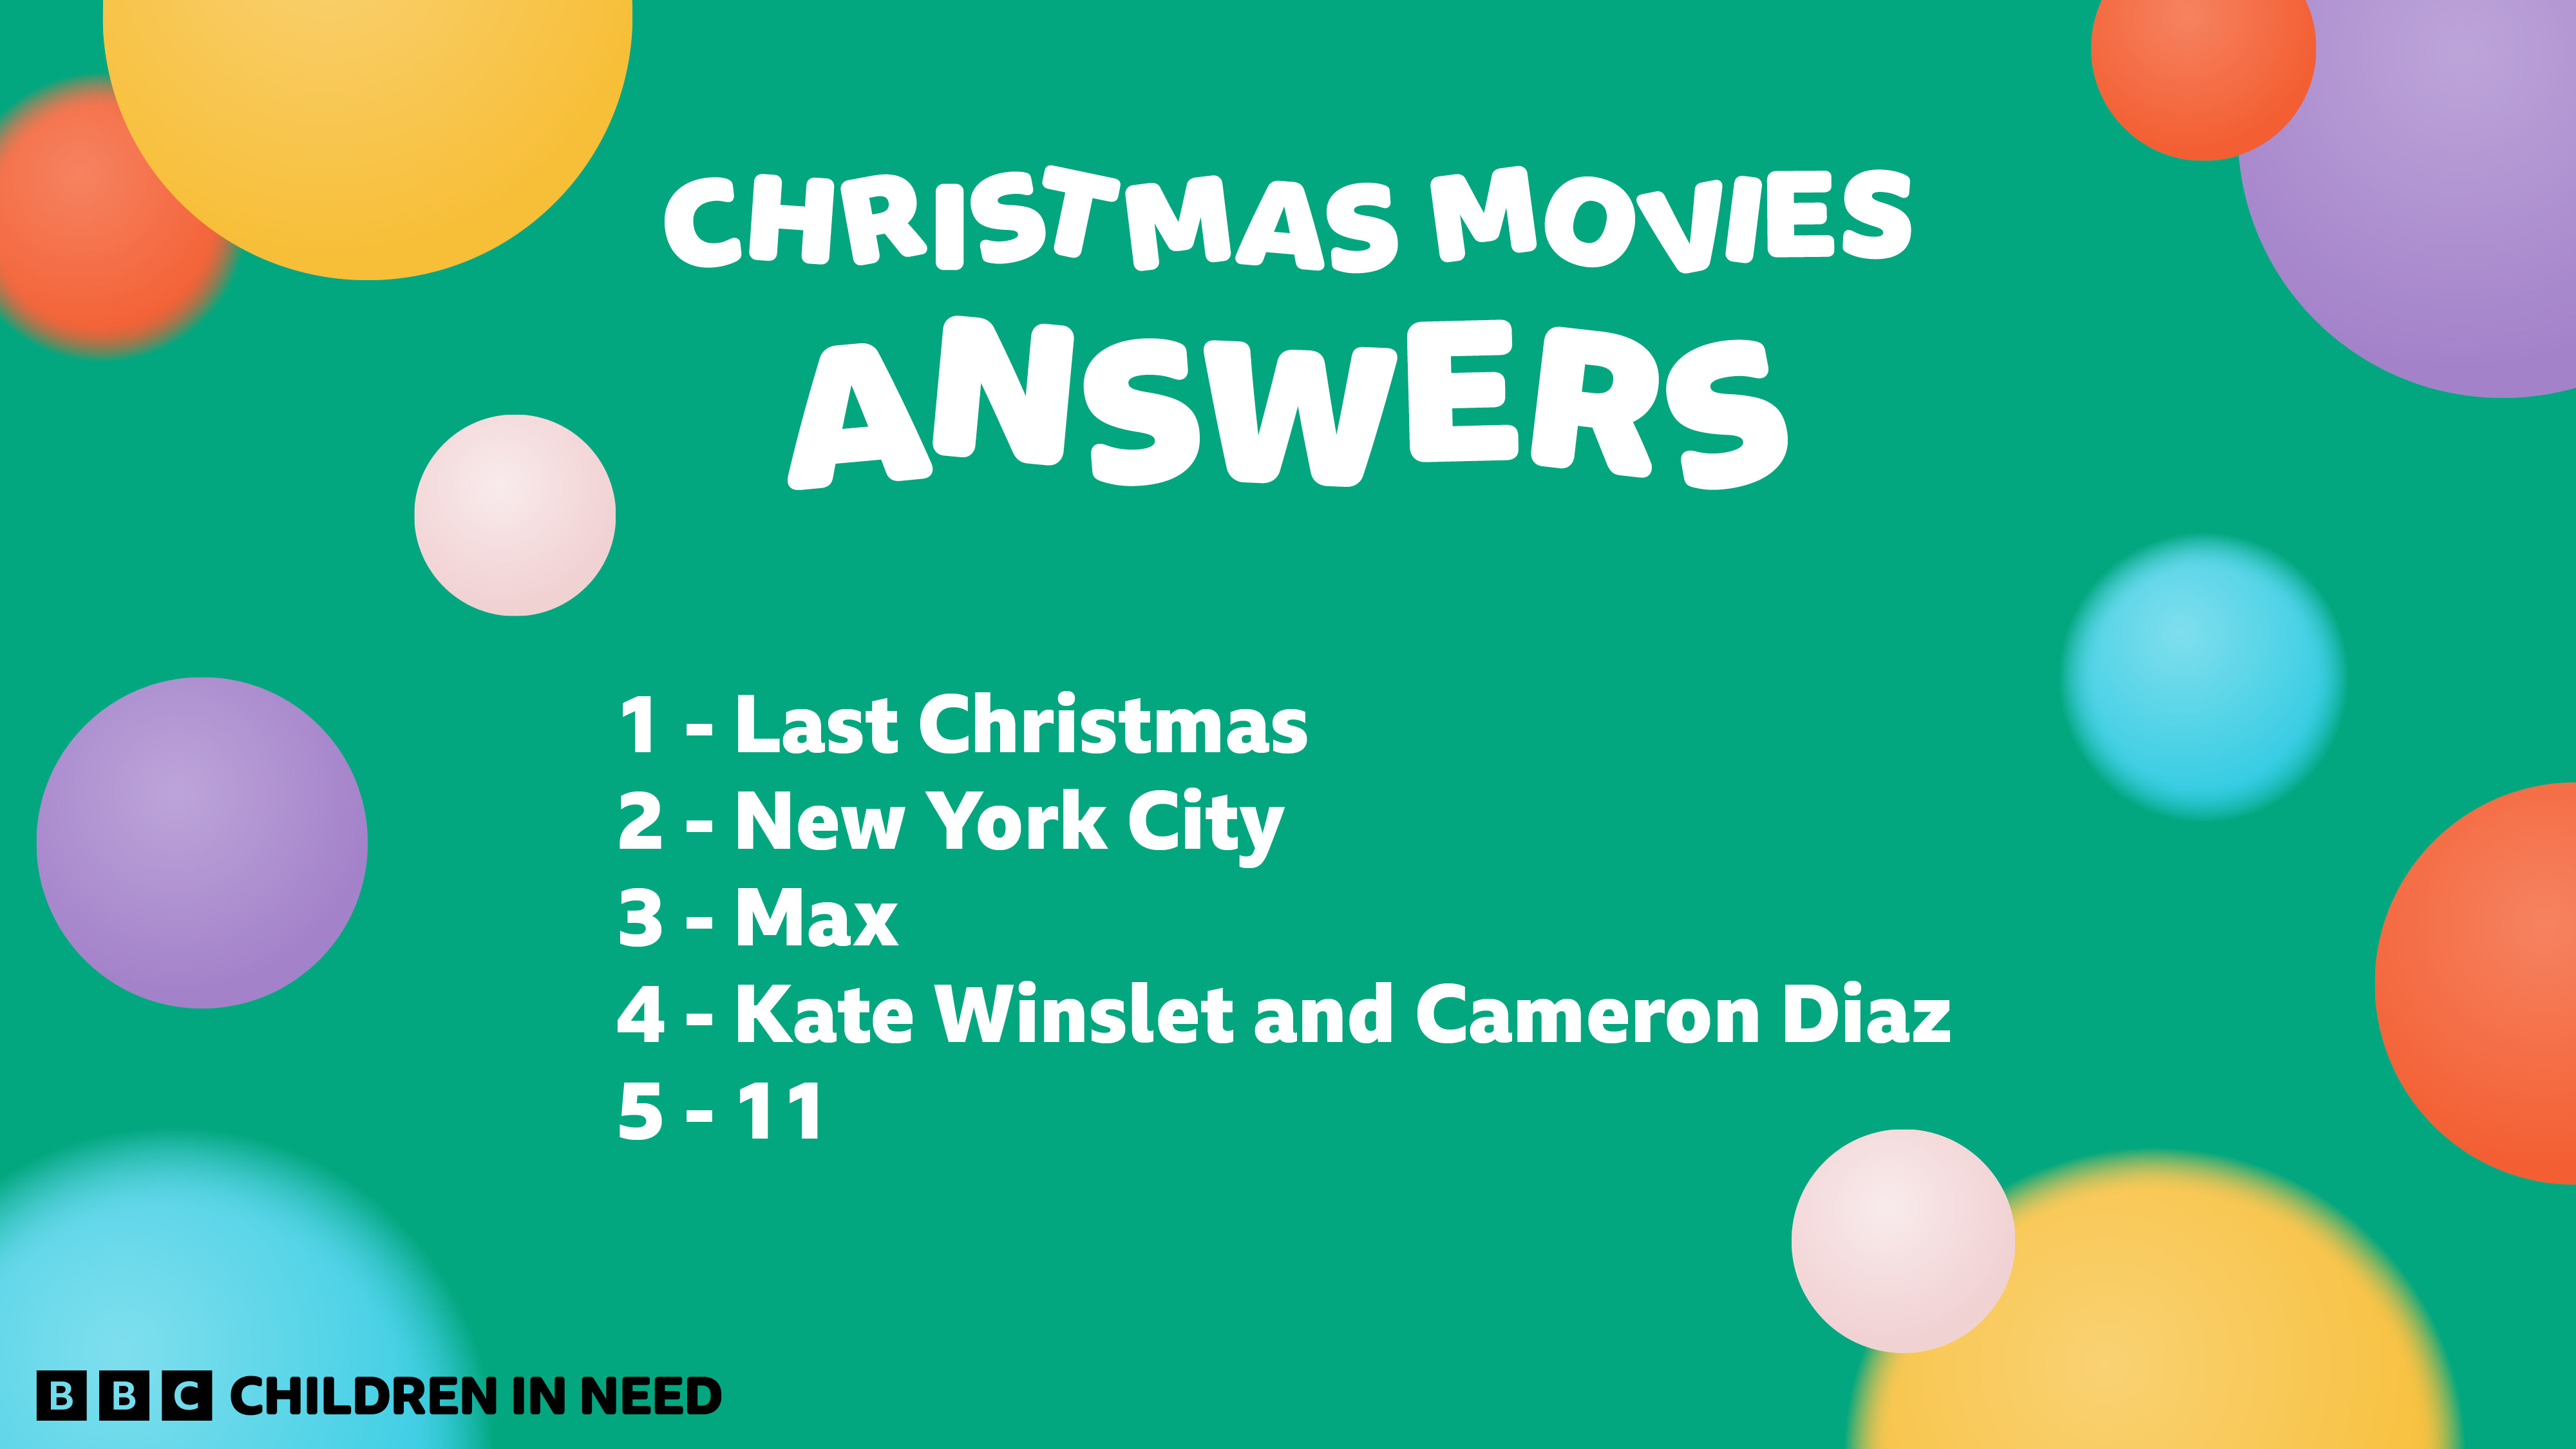 CHRISTMAS MOVIES
ANSWERS
1 - Last Christmas
2 - New York City
3 - Max
4 - Kate Winslet and Cameron Diaz
5 - 11
BBC CHILDREN IN NEED